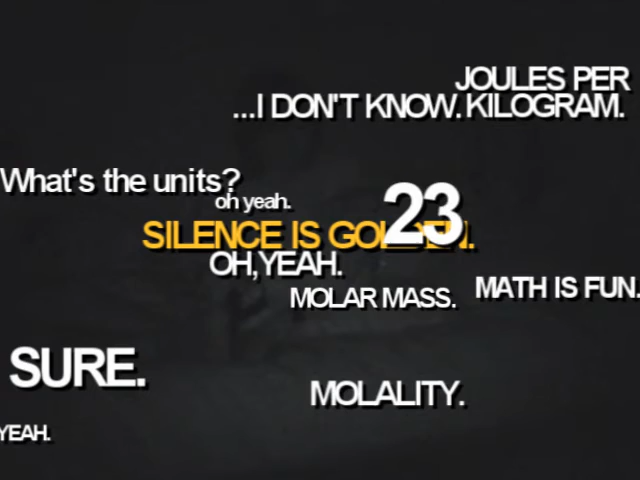 JOULES PER
KILOGRAM.
...I DON'T KNOW.
What's the units?
oh yeah.
23
SILENCE IS GOLDEN.
OH,YEAH.
MOLAR MASS.
MATH IS FUN.
SURE.
MOLALITY.
YEAH.